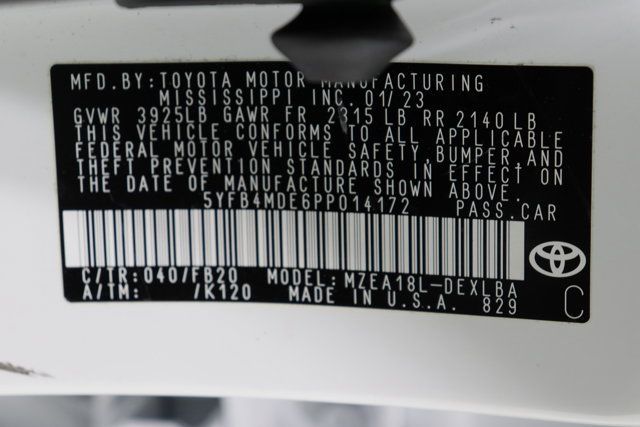 MFD. BY: TOYOTA MOTOR MANUFACTURING
MISSISSIPPI INC. 01/23
GVWR 3925LB GAWR FR 2315 LB RR 2140 LB
THIS VEHICLE CONFORMS TO ALL APPLICABLE
FEDERAL MOTOR VEHICLE SAFETY, BUMPER, AND
THEFT PREVENTION STANDARDS IN EFFECT ON
THE DATE OF MANUFACTURE SHOWN ABOVE.
5YFB4MDE6PP014172 PASS. CAR
C/TR: 040/FB20 MODEL: MZEA18L-DEXLBA
A/TM: /K120 MADE IN U.S.A. 829
C